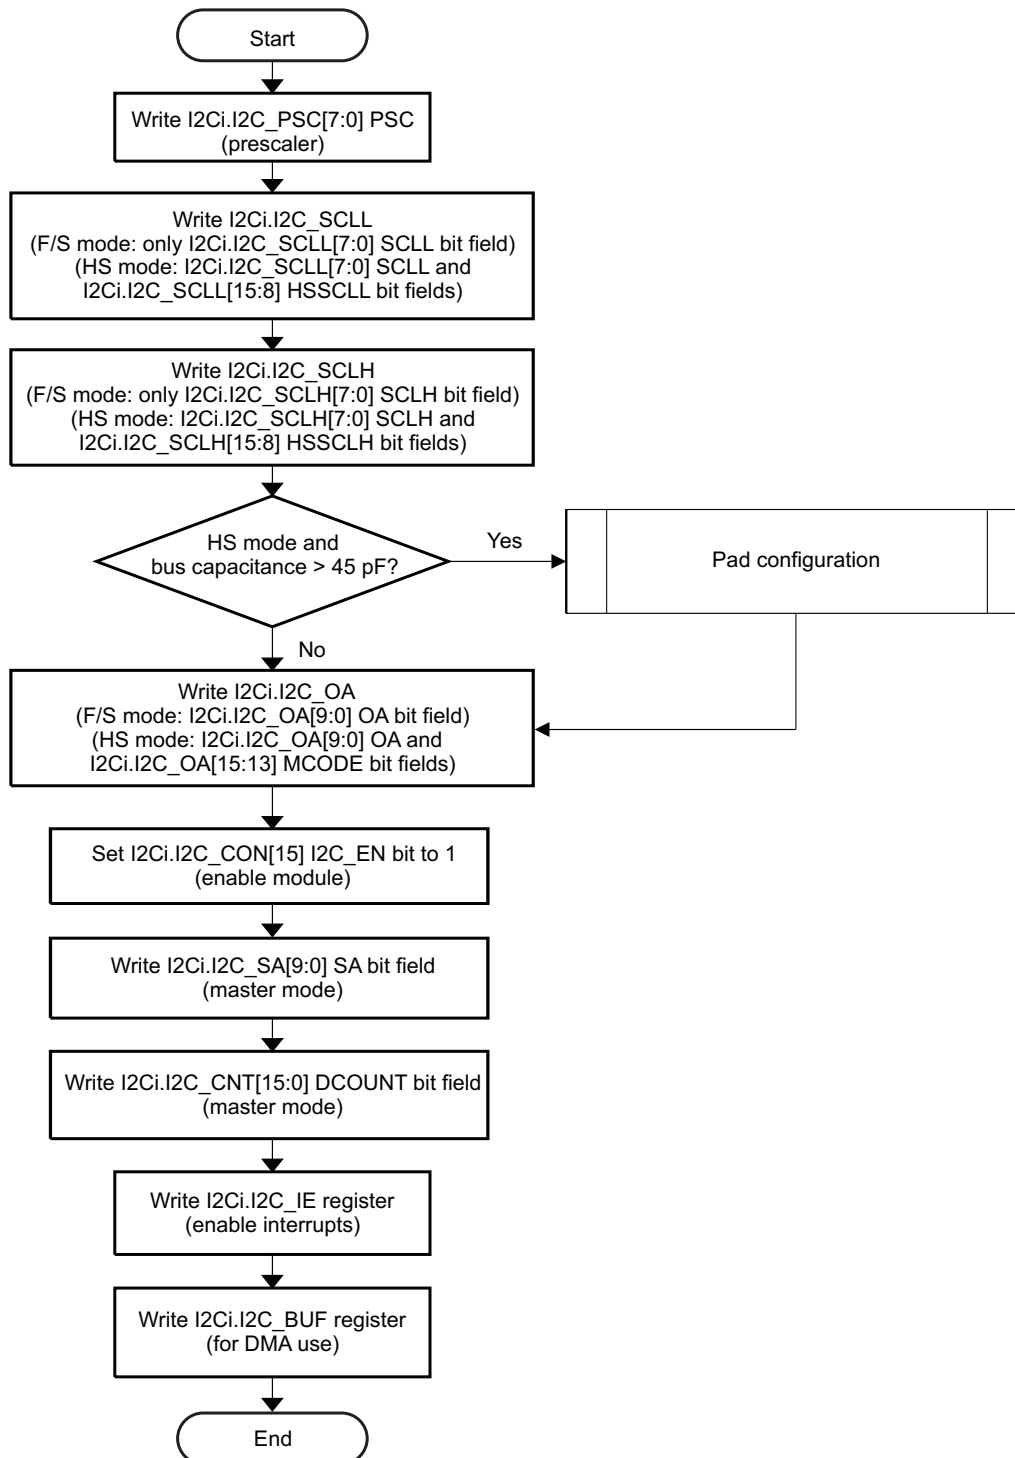 Start
Write I2Ci.I2C_PSC[7:0] PSC
(prescaler)
Write I2Ci.I2C_SCLL
(F/S mode: only I2Ci.I2C_SCLL[7:0] SCLL bit field)
(HS mode: I2Ci.I2C_SCLL[7:0] SCLL and
I2Ci.I2C_SCLL[15:8] HSSCLL bit fields)
Write I2Ci.I2C_SCLH
(F/S mode: only I2Ci.I2C_SCLH[7:0] SCLH bit field)
(HS mode: I2Ci.I2C_SCLH[7:0] SCLH and
I2Ci.I2C_SCLH[15:8] HSSCLH bit fields)
HS mode and
bus capacitance > 45 pF?
Yes
Pad configuration
No
Write I2Ci.I2C_OA
(F/S mode: I2Ci.I2C_OA[9:0] OA bit field)
(HS mode: I2Ci.I2C_OA[9:0] OA and
I2Ci.I2C_OA[15:13] MCODE bit fields)
Set I2Ci.I2C_CON[15] I2C_EN bit to 1
(enable module)
Write I2Ci.I2C_SA[9:0] SA bit field
(master mode)
Write I2Ci.I2C_CNT[15:0] DCOUNT bit field
(master mode)
Write I2Ci.I2C_IE register
(enable interrupts)
Write I2Ci.I2C_BUF register
(for DMA use)
End